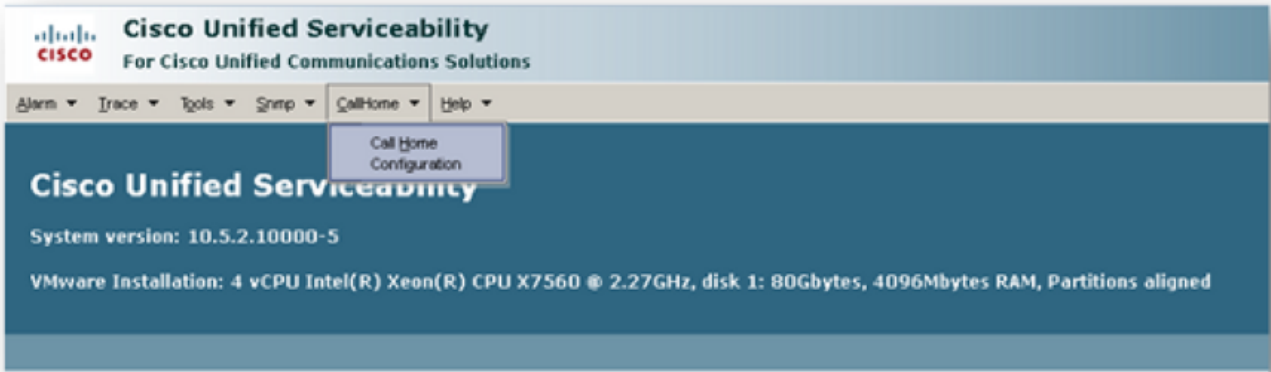 CISCO
Cisco Unified Serviceability
For Cisco Unified Communications Solutions
Alarm Trace Tools Snmp CallHome Help
Call Home
Configuration
Cisco Unified Serviceability
System version: 10.5.2.10000-5
VMware Installation: 4 vCPU Intel(R) Xeon(R) CPU X7560 @ 2.27GHz, disk 1: 80Gbytes, 4096Mbytes RAM, Partitions aligned